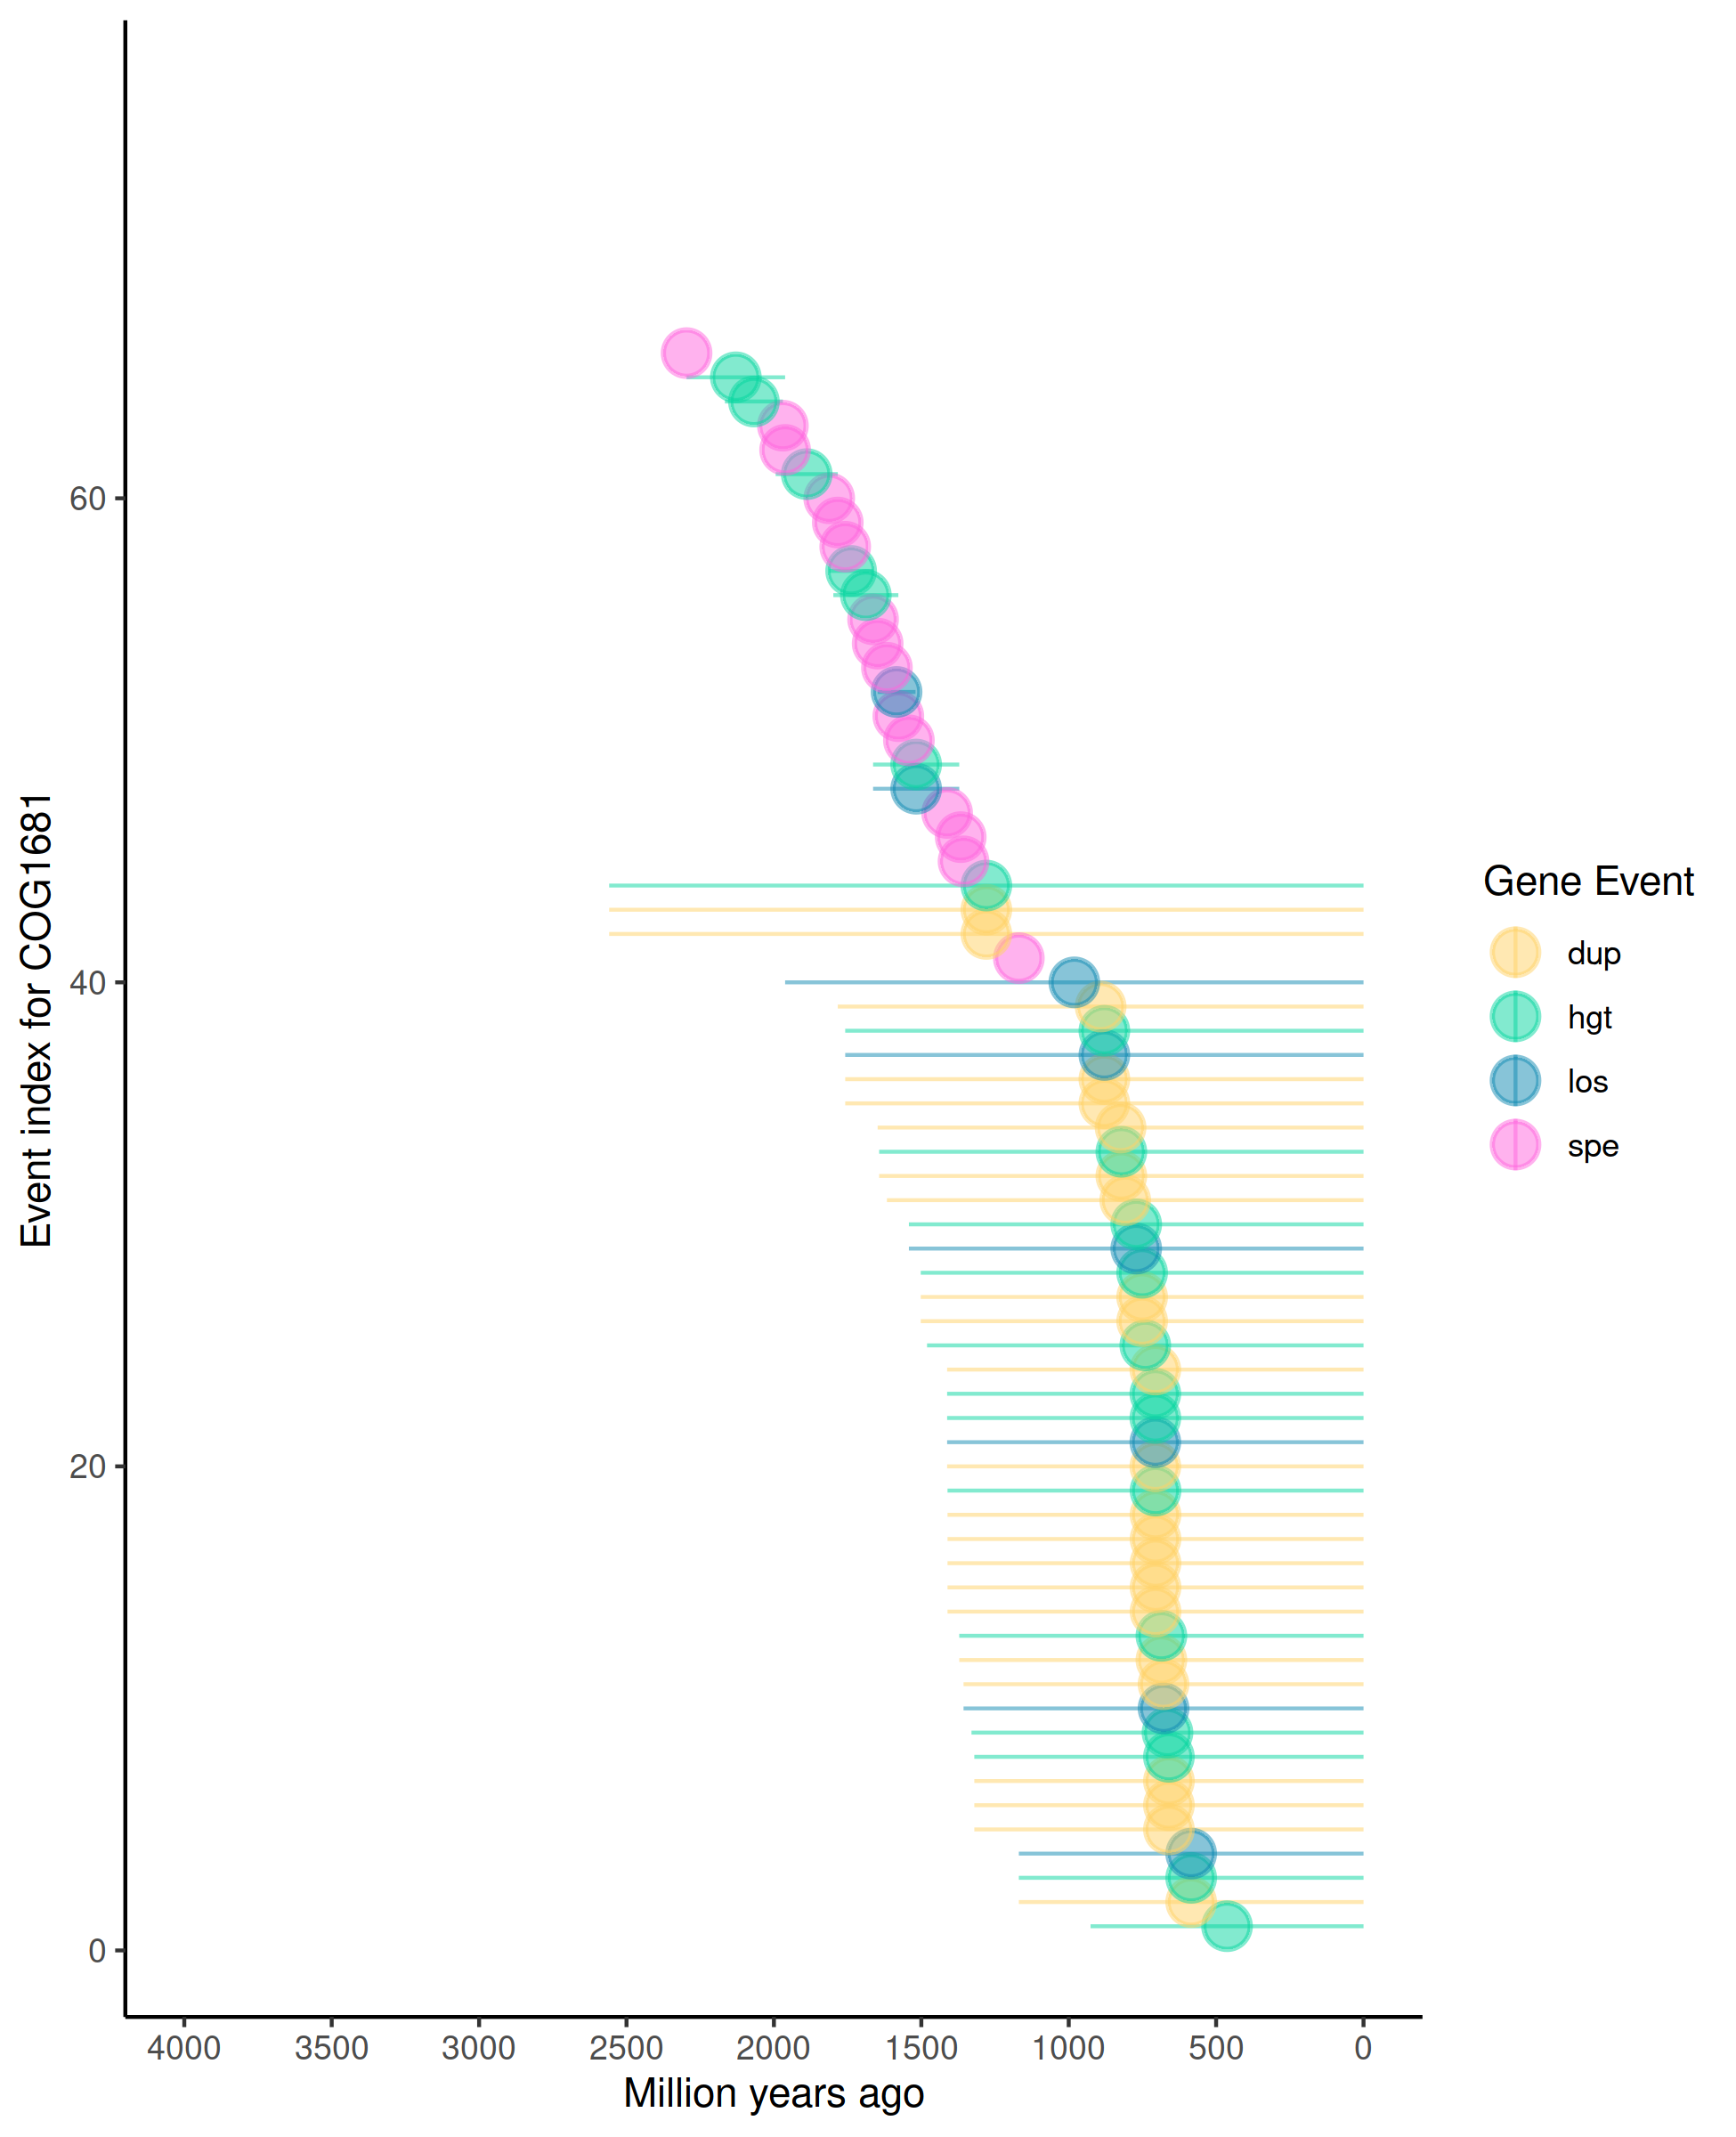 Event index for COG1681
60
40
20
0
4000 3500 3000 2500 2000 1500 1000 500 0
Million years ago
Gene Event
dup
hgt
los
spe